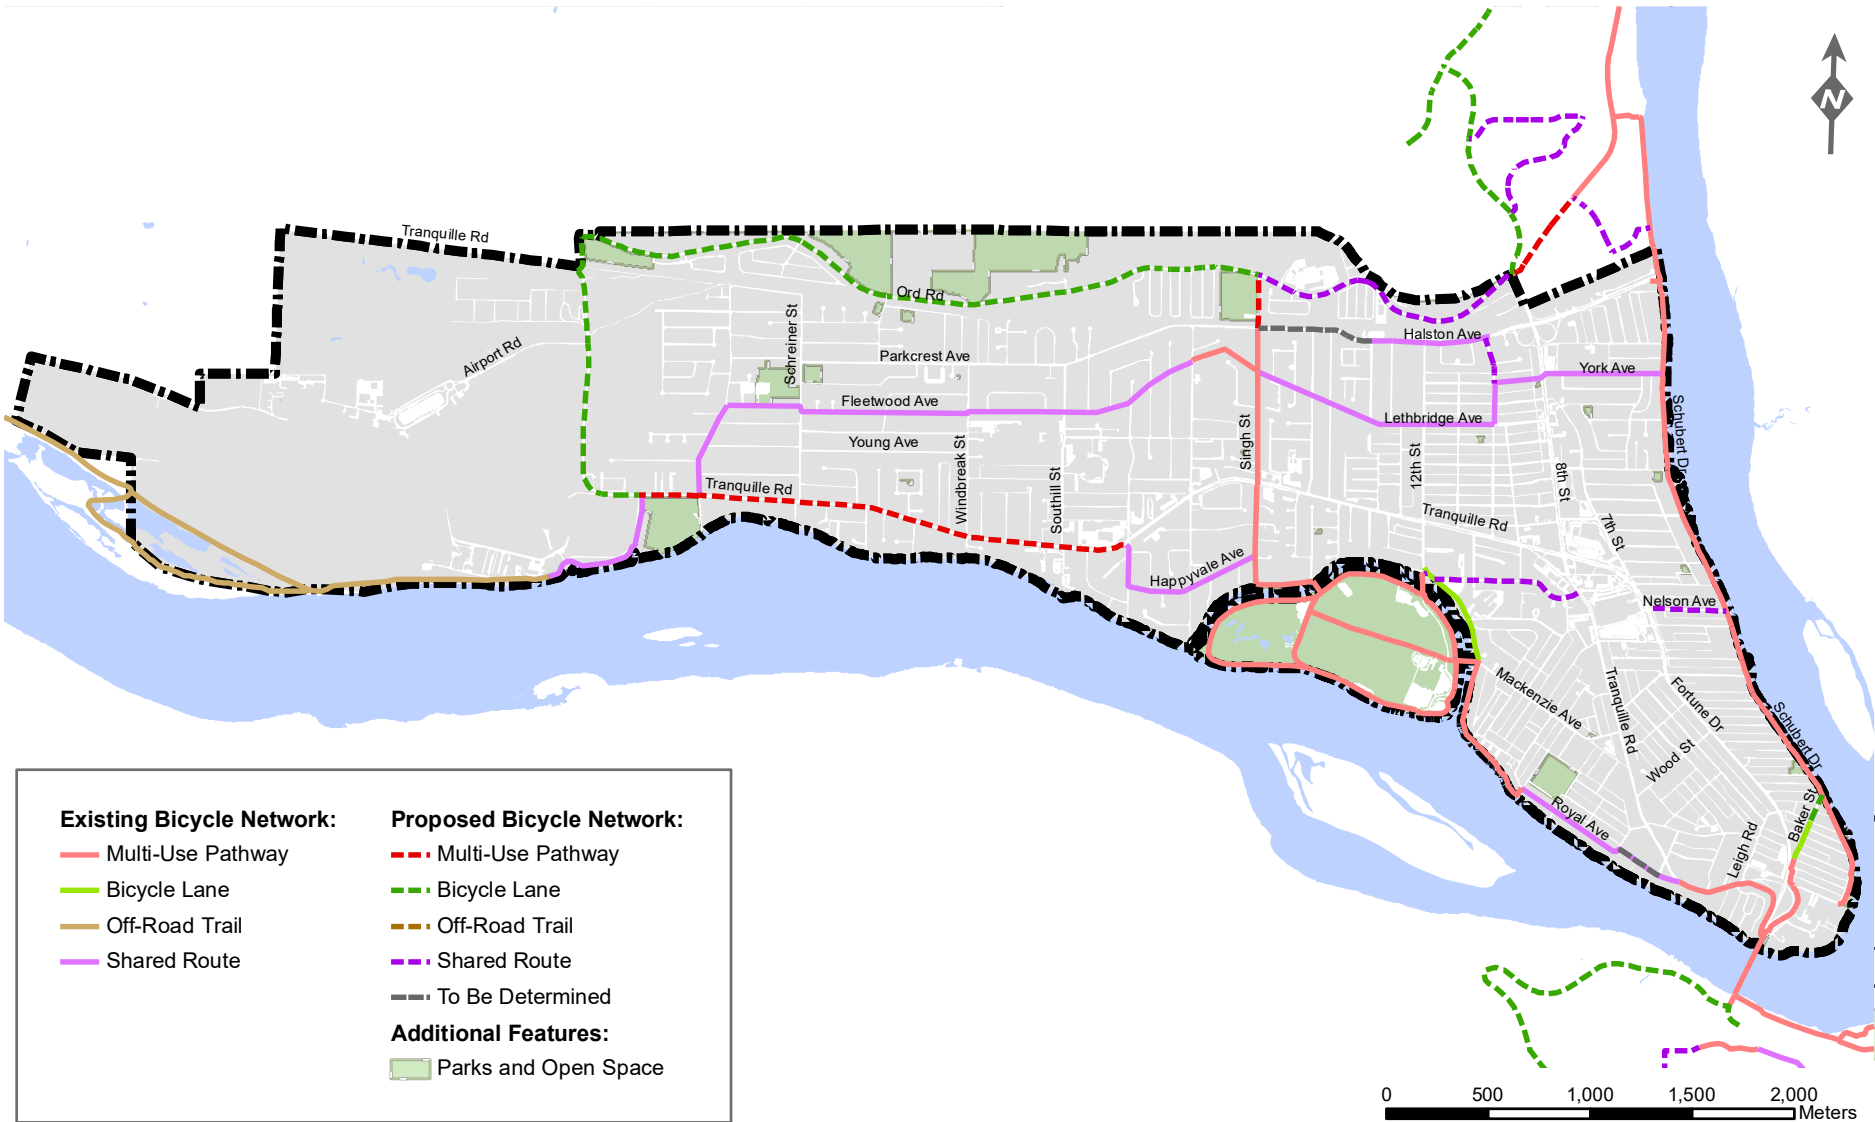 N
Tranquille Rd
Ord Rd
Schreiner St
Airport Rd
Parkcrest Ave
Halston Ave
York Ave
Fleetwood Ave
Lethbridge Ave
Schubert Dr
Young Ave
Windbreak St
Singh St
12th St
8th St
Southill St
Tranquille Rd
Tranquille Rd
7th St
Happyvale Ave
Nelson Ave
Mackenzie Ave
Tranquille Rd
Fortune Dr
Schubert Dr
Wood St
Royal Ave
Leigh Rd
Baker St
Existing Bicycle Network:
Multi-Use Pathway
Bicycle Lane
Off-Road Trail
Shared Route
Proposed Bicycle Network:
Multi-Use Pathway
Bicycle Lane
Off-Road Trail
Shared Route
To Be Determined
Additional Features:
Parks and Open Space
0 500 1,000 1,500 2,000
Meters